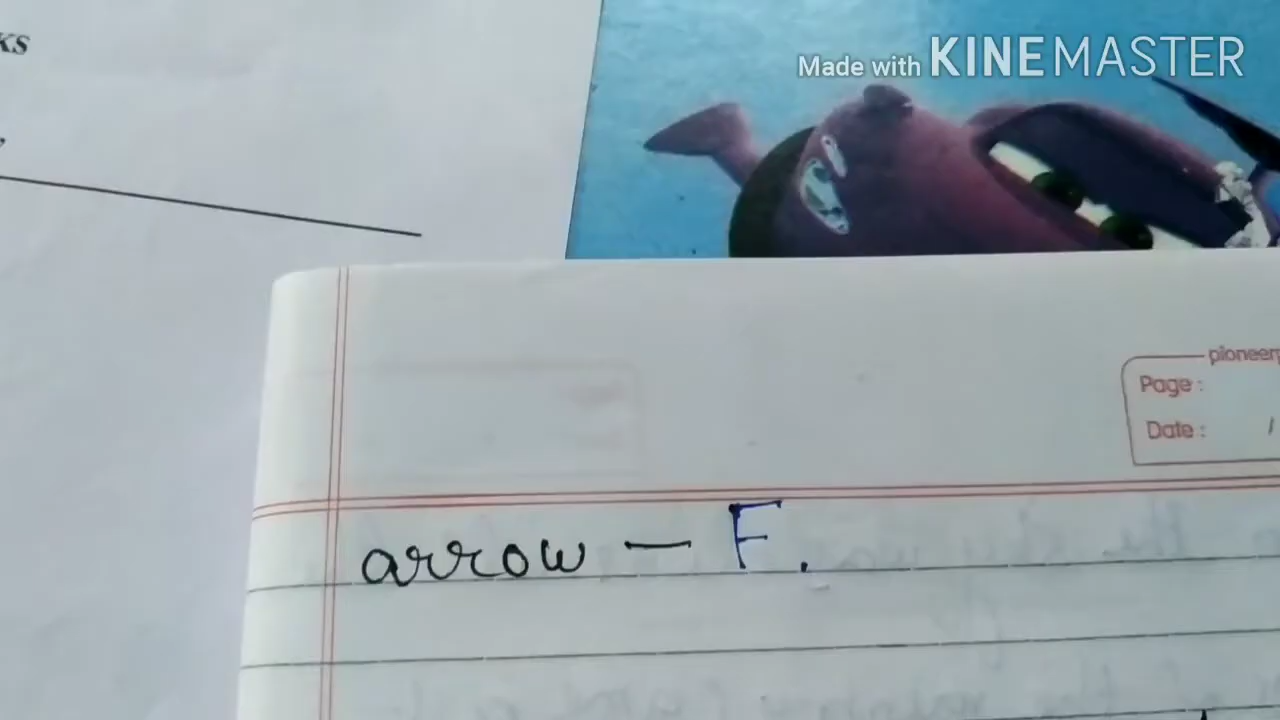 KS
Made with KINEMASTER
pioneer
Page :
Date : /
arrow — F.